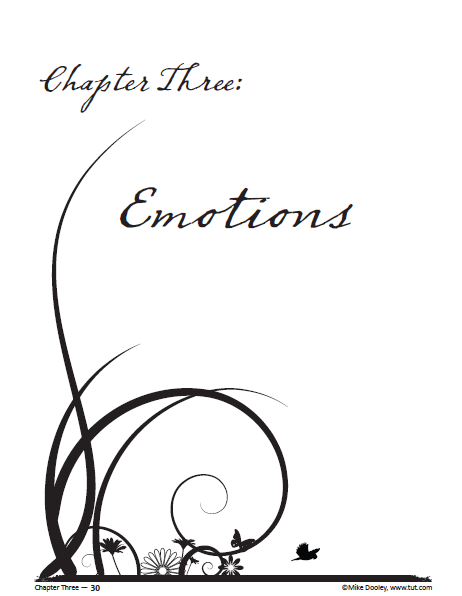 Chapter Three:
Emotions
Chapter Three — 30
©Mike Dooley, www.tut.com